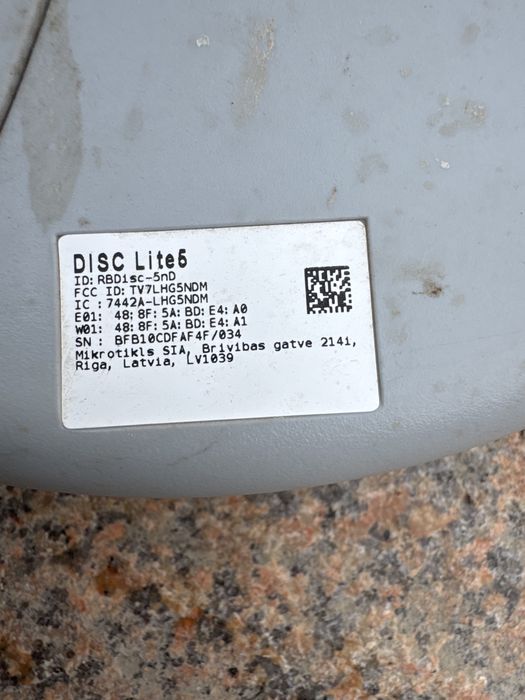 DISC Lite5
ID: RBDisc-5nD
FCC ID: TV7LHG5NDM
IC : 7442A-LHG5NDM
E01: 48:8F:5A:BD:E4:A0
W01: 48:8F:5A:BD:E4:A1
SN : BFB10CDFAF4F/034
Mikrotikls SIA, Brivibas gatve 214i,
Riga, Latvia, LV1039